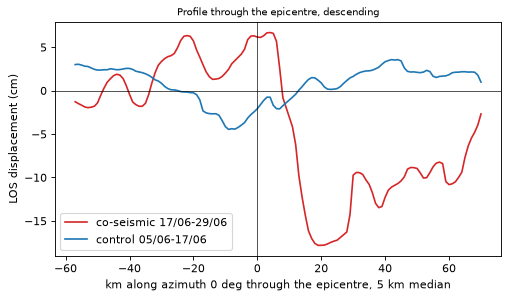 Profile through the epicentre, descending
LOS displacement (cm)
5
0
−5
−10
−15
co-seismic 17/06-29/06
control 05/06-17/06
−60 −40 −20 0 20 40 60
km along azimuth 0 deg through the epicentre, 5 km median